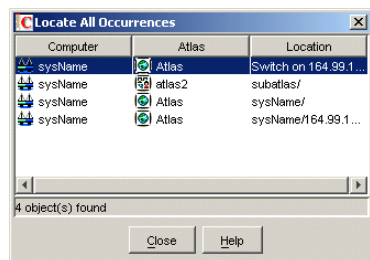 Locate All Occurrences
Computer Atlas Location
sysName Atlas Switch on 164.99.1...
sysName atlas2 subatlas/
sysName Atlas sysName/
sysName Atlas sysName/164.99.1...
4 object(s) found
Close Help